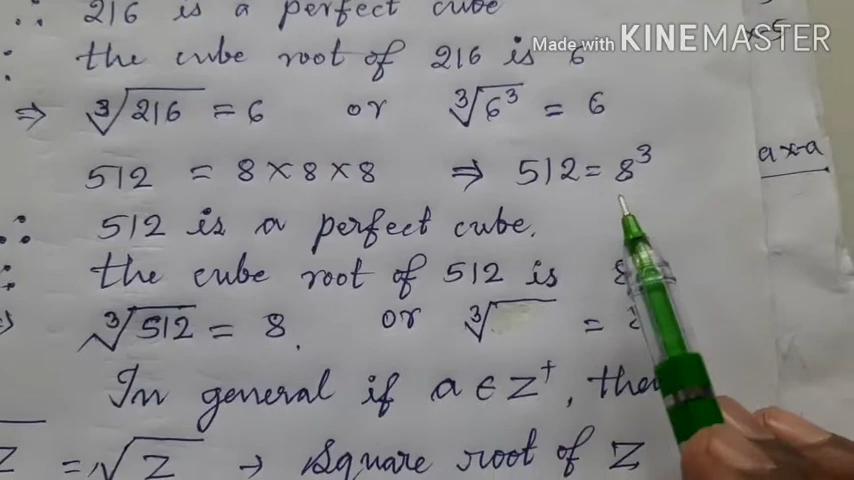 ∴ 216 is a perfect cube
∴ the cube root of 216 is 6
Made with KINEMASTER
⇒ ∛216 = 6 or ∛6³ = 6
512 = 8 × 8 × 8 ⇒ 512 = 8³
a × a
∴ 512 is a perfect cube.
∴ the cube root of 512 is 8
⇒ ∛512 = 8. or ∛ =
In general if a ∈ Z⁺, the
Z = √Z → Square root of Z